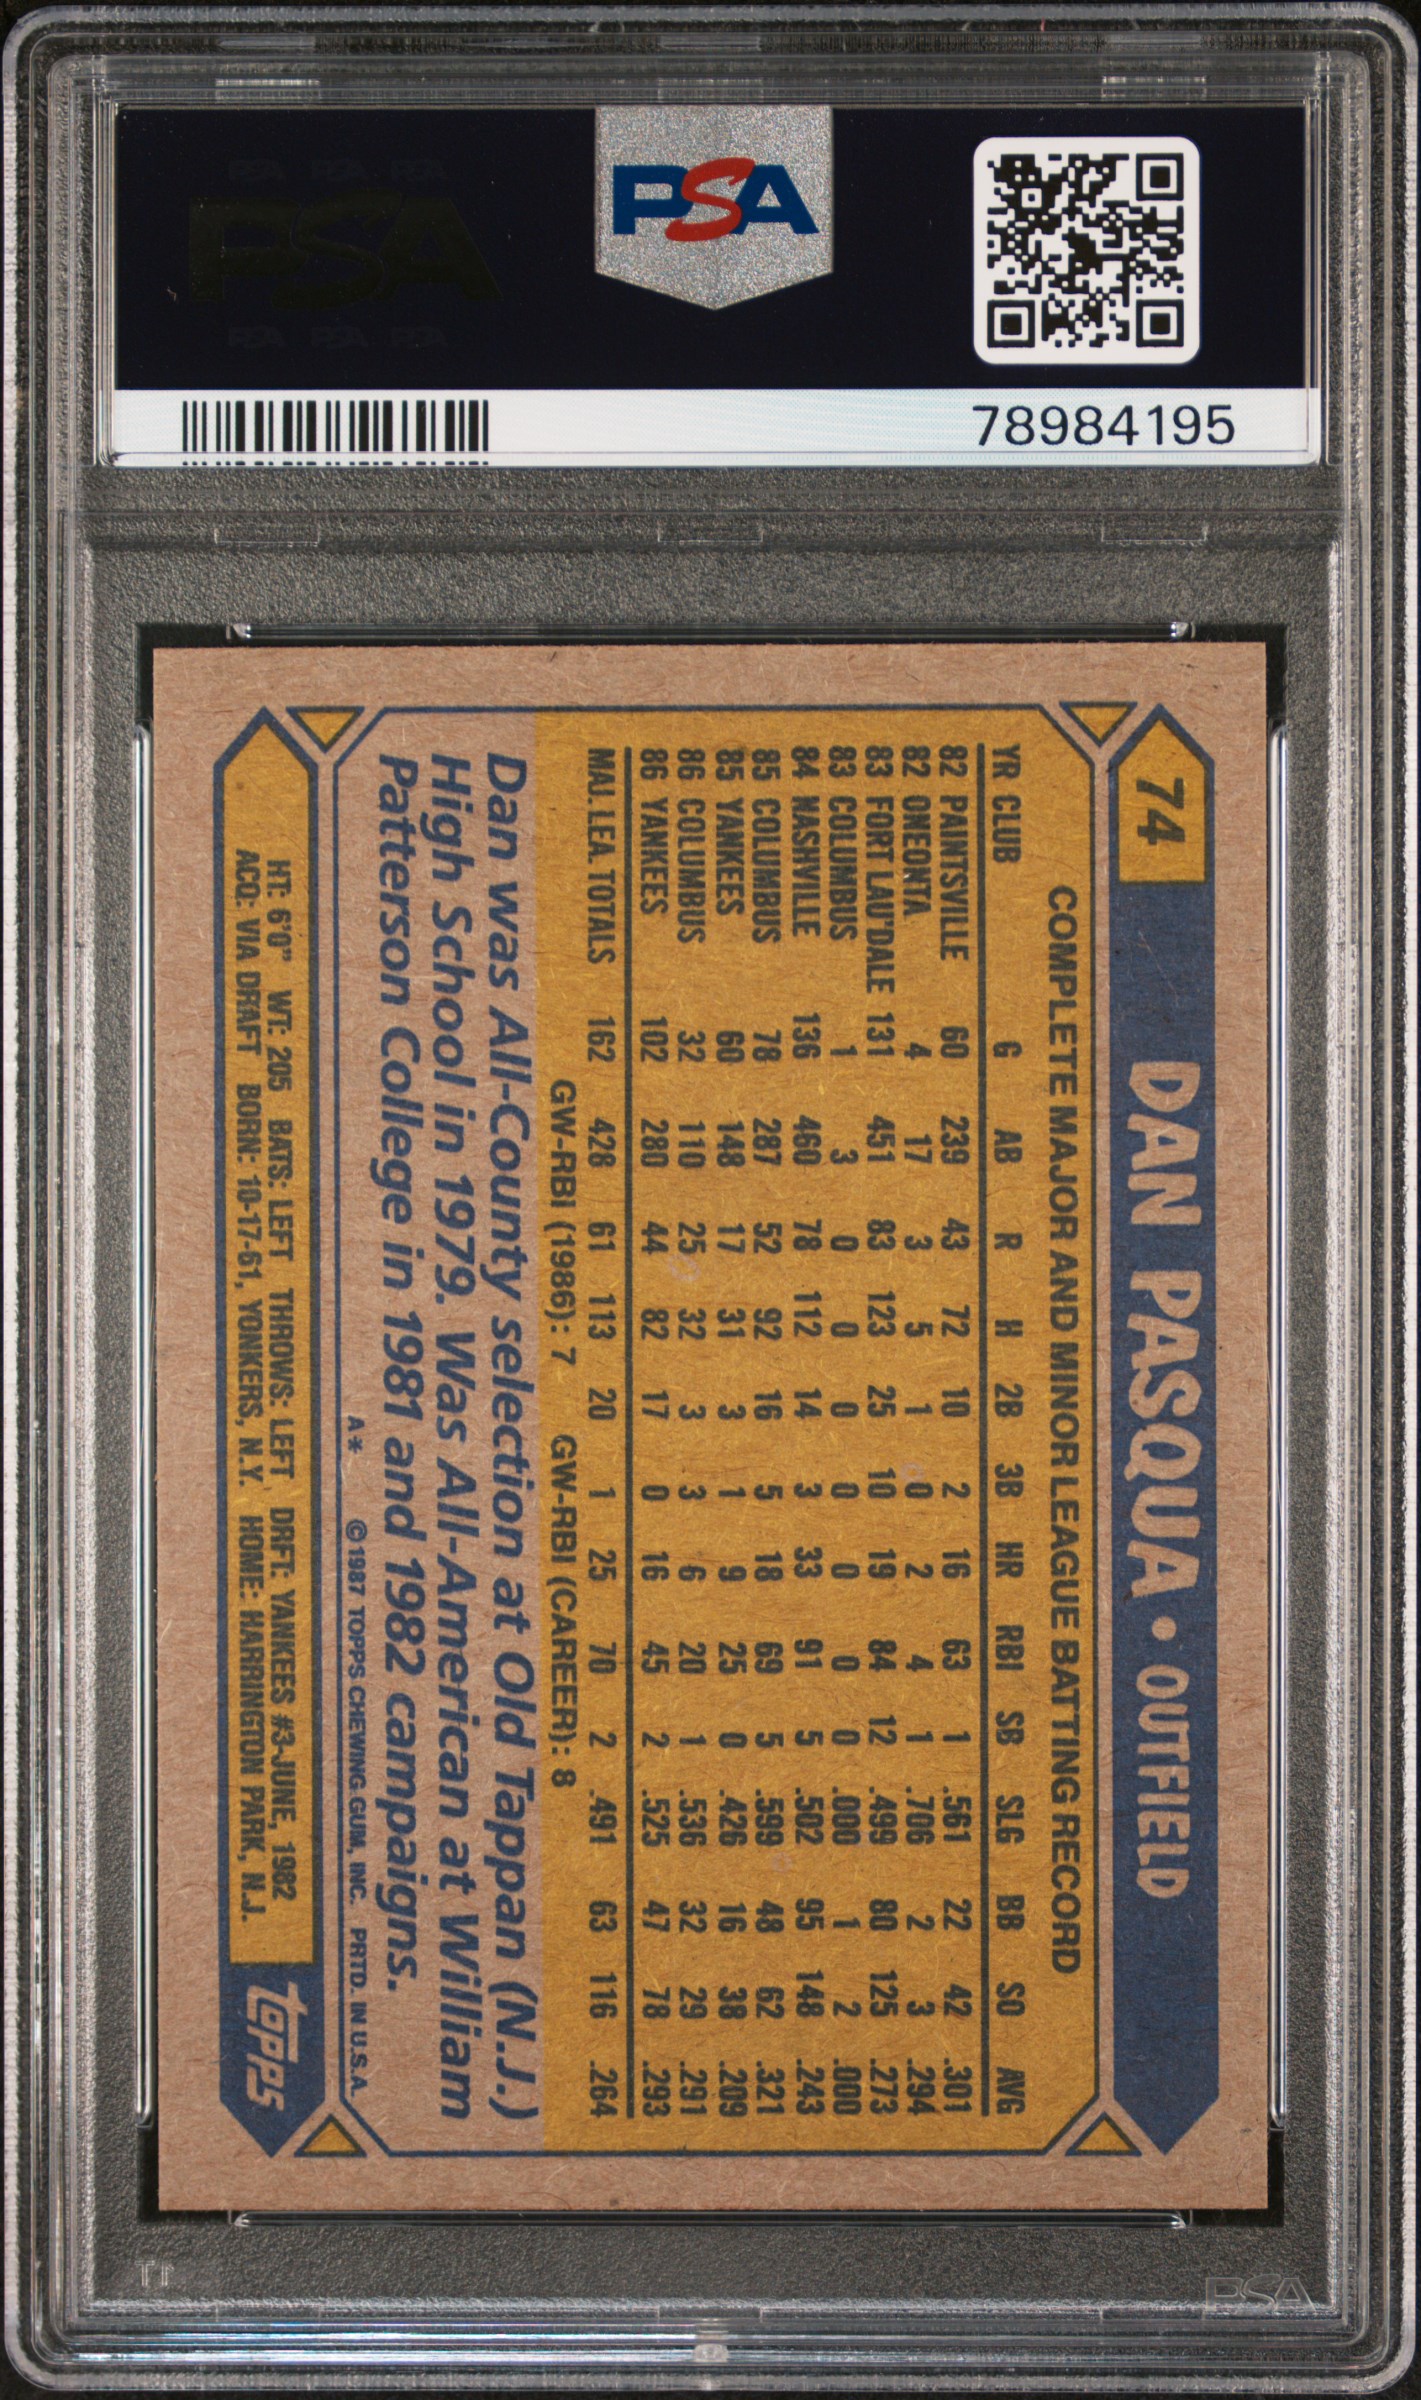 PSA PSA PSA
PSA
PSA PSA PSA
PSA
78984195
74 DAN PASQUA • OUTFIELD
COMPLETE MAJOR AND MINOR LEAGUE BATTING RECORD
YR CLUB G AB R H 2B 3B HR RBI SB SLG BB SO AVG
82 PAINTSVILLE 60 239 43 72 10 2 16 63 1 .561 22 42 .301
82 ONEONTA 4 17 3 5 1 0 2 4 1 .706 2 3 .294
83 FORT LAU'DALE 131 451 83 123 25 10 19 84 12 .499 80 125 .273
83 COLUMBUS 1 3 0 0 0 0 0 0 0 .000 1 2 .000
84 NASHVILLE 136 460 78 112 14 3 33 91 5 .502 95 148 .243
85 COLUMBUS 78 287 52 92 16 5 18 69 5 .599 48 62 .321
85 YANKEES 60 148 17 31 3 1 9 25 0 .426 16 38 .209
86 COLUMBUS 32 110 25 32 3 3 6 20 1 .536 32 29 .291
86 YANKEES 102 280 44 82 17 0 16 45 2 .525 47 78 .293
MAJ. LEA. TOTALS 162 428 61 113 20 1 25 70 2 .491 63 116 .264
GW-RBI (1986): 7 GW-RBI (CAREER): 8
Dan was All-County selection at Old Tappan (N.J.)
High School in 1979. Was All-American at William
Patterson College in 1981 and 1982 campaigns.
A* ©1987 TOPPS CHEWING GUM, INC. PRTD. IN U.S.A.
HT: 6'0" WT: 205 BATS: LEFT THROWS: LEFT DRFT: YANKEES #3-JUNE, 1982
ACQ: VIA DRAFT BORN: 10-17-61, YONKERS, N.Y. HOME: HARRINGTON PARK, N.J.
topps
TT
PSA